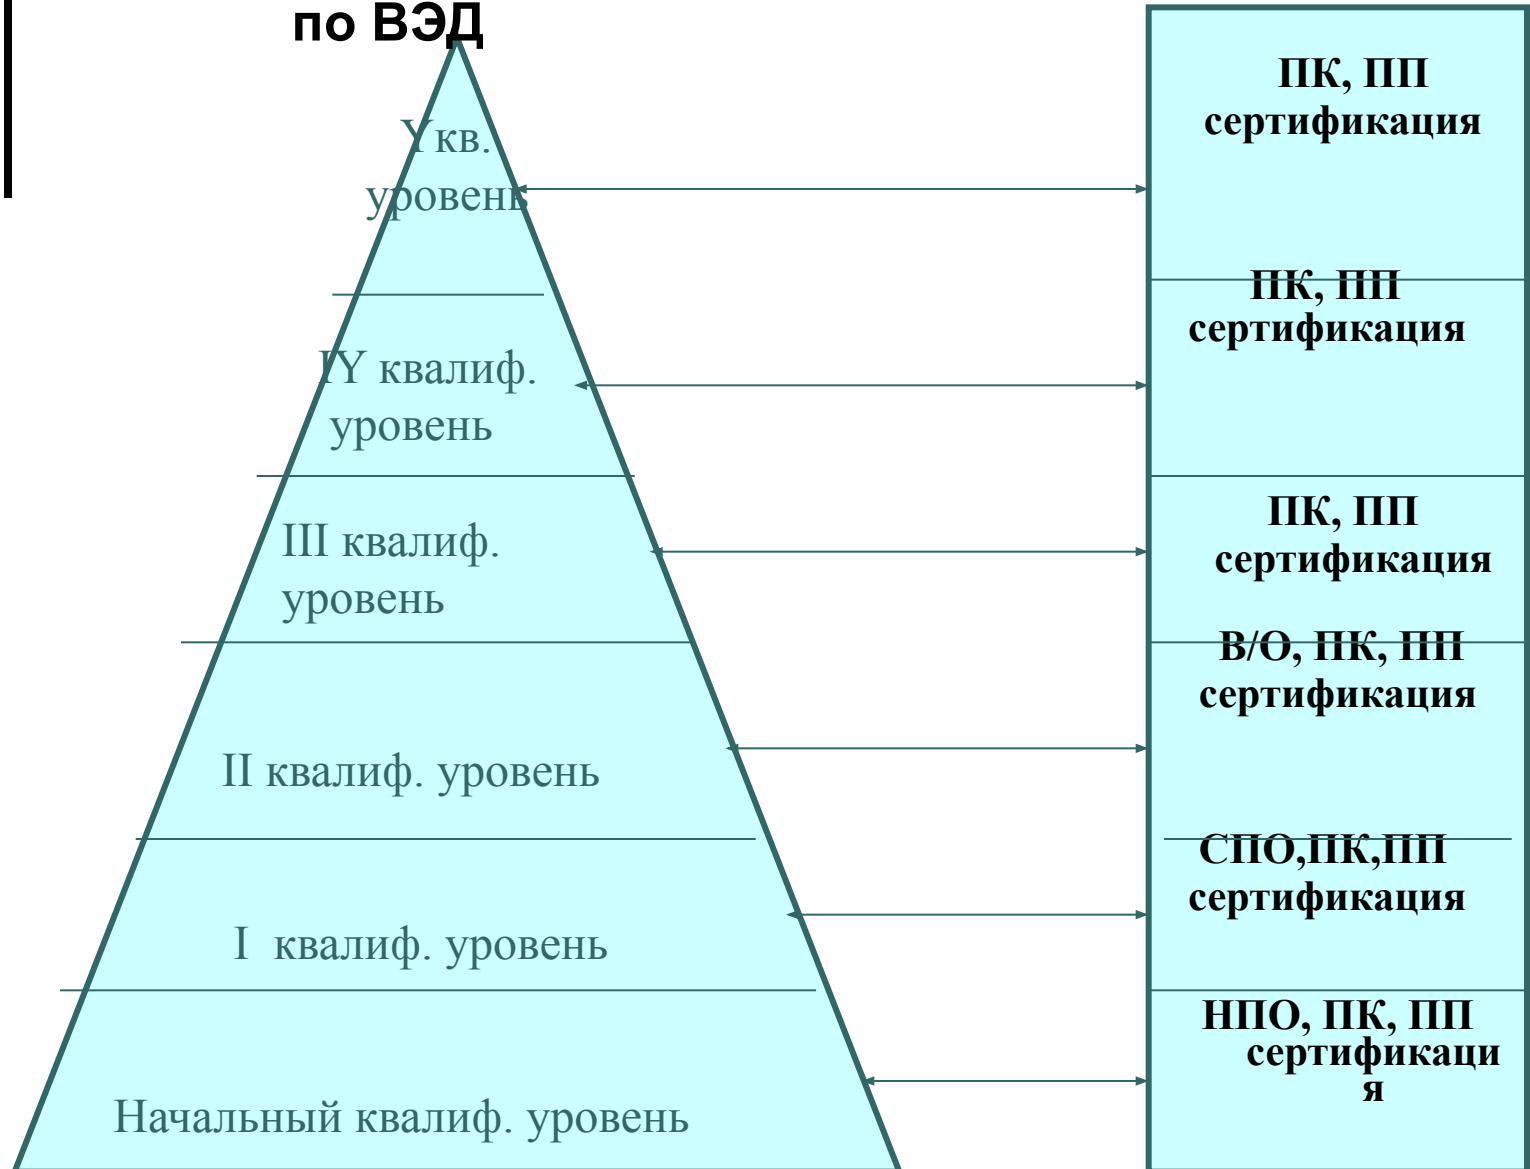 по ВЭД
Yкв.
уровень
IY квалиф.
уровень
III квалиф.
уровень
II квалиф. уровень
I квалиф. уровень
Начальный квалиф. уровень
ПК, ПП
сертификация
ПК, ПП
сертификация
ПК, ПП
сертификация
В/О, ПК, ПП
сертификация
СПО,ПК,ПП
сертификация
НПО, ПК, ПП
сертификаци
я